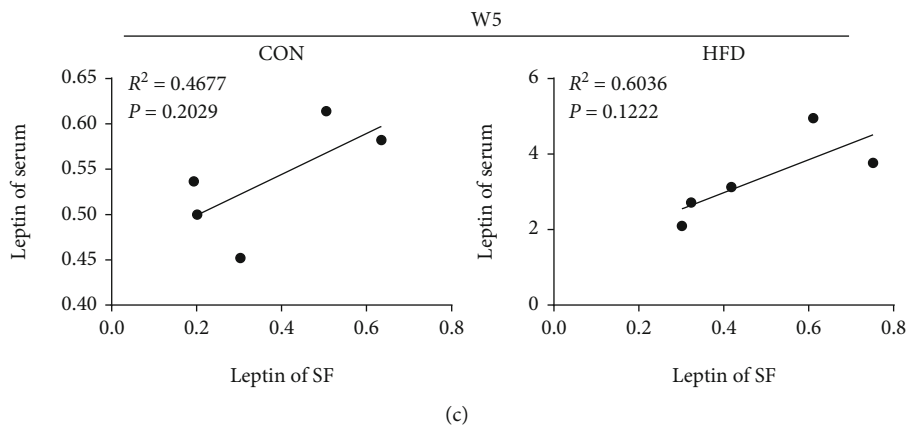 W5
CON
R² = 0.4677
P = 0.2029
0.65
0.60
0.55
0.50
0.45
0.40
0.0 0.2 0.4 0.6 0.8
Leptin of serum
Leptin of SF
HFD
R² = 0.6036
P = 0.1222
6
4
2
0
0.0 0.2 0.4 0.6 0.8
Leptin of serum
Leptin of SF
(c)